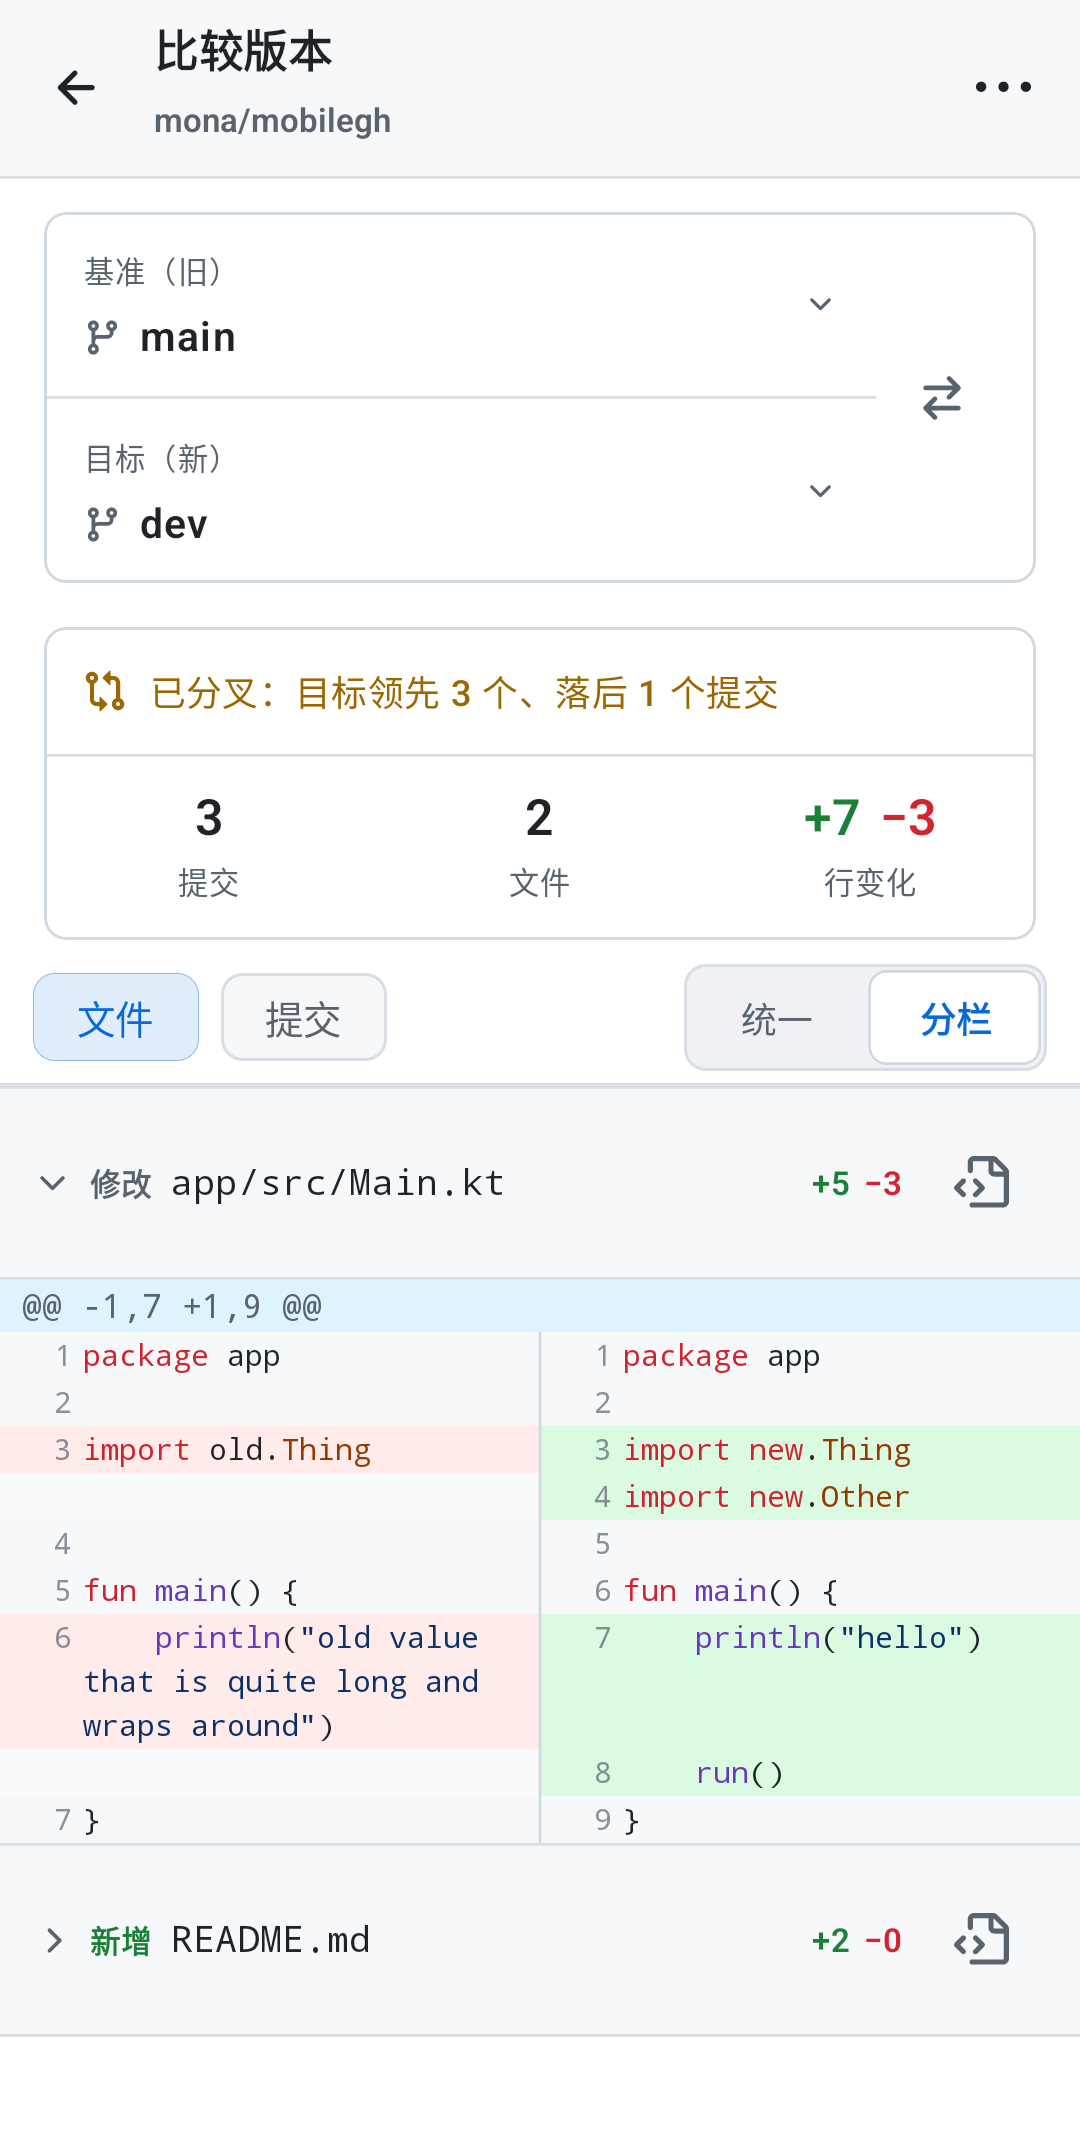 比较版本
mona/mobilegh
基准（旧）
main
目标（新）
dev
已分叉：目标领先 3 个、落后 1 个提交
3 2 +7 −3
提交 文件 行变化
文件 提交 统一 分栏
修改 app/src/Main.kt +5 −3
@@ -1,7 +1,9 @@
1 package app 1 package app
2 2
3 import old.Thing 3 import new.Thing
4 import new.Other
4 5
5 fun main() { 6 fun main() {
6 println("old value 7 println("hello")
that is quite long and
wraps around")
8 run()
7 } 9 }
新增 README.md +2 −0